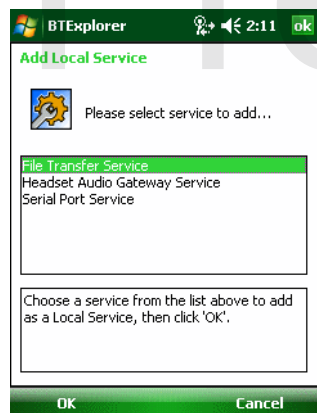 BTExplorer 2:11 ok
Add Local Service
Please select service to add...
File Transfer Service
Headset Audio Gateway Service
Serial Port Service
Choose a service from the list above to add
as a Local Service, then click 'OK'.
OK Cancel